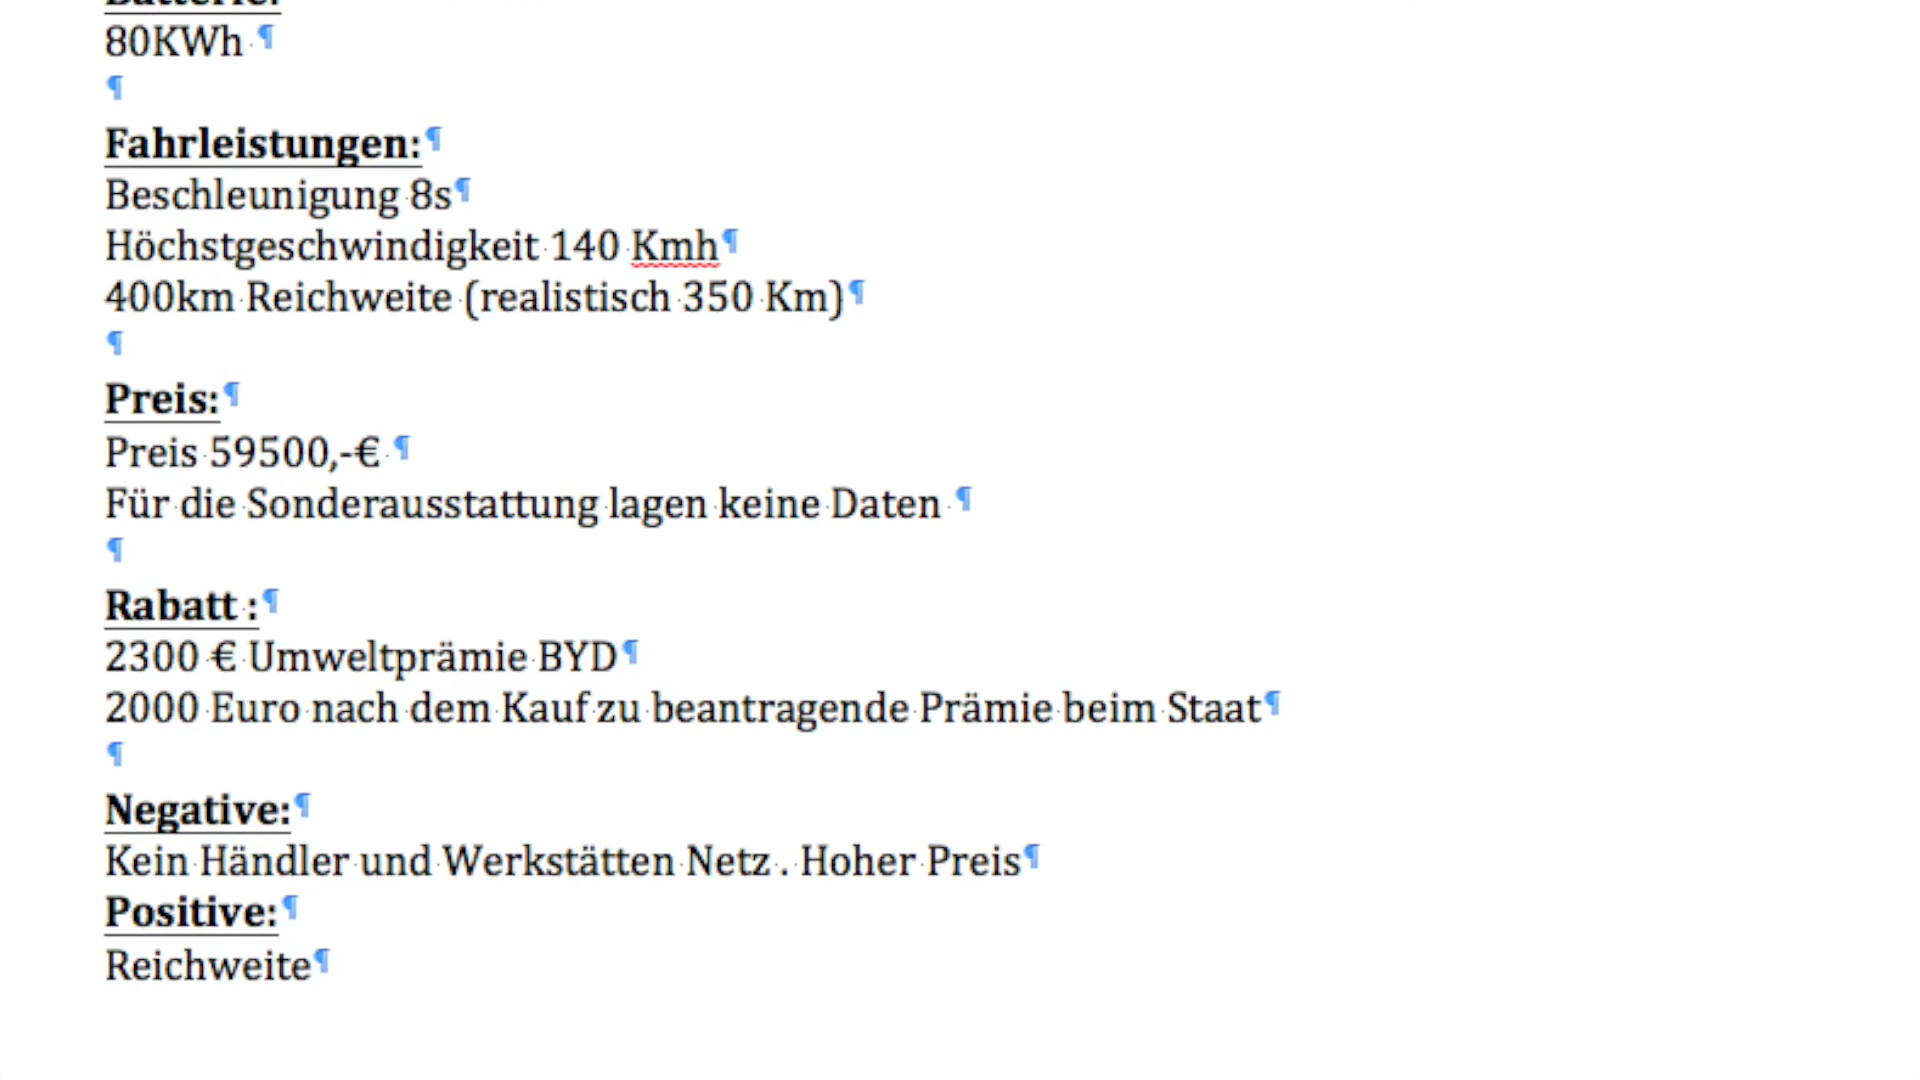 Batterie:
80KWh
Fahrleistungen:
Beschleunigung 8s
Höchstgeschwindigkeit 140 Kmh
400km Reichweite (realistisch 350 Km)
Preis:
Preis 59500,-€
Für die Sonderausstattung lagen keine Daten
Rabatt :
2300 € Umweltprämie BYD
2000 Euro nach dem Kauf zu beantragende Prämie beim Staat
Negative:
Kein Händler und Werkstätten Netz . Hoher Preis
Positive:
Reichweite